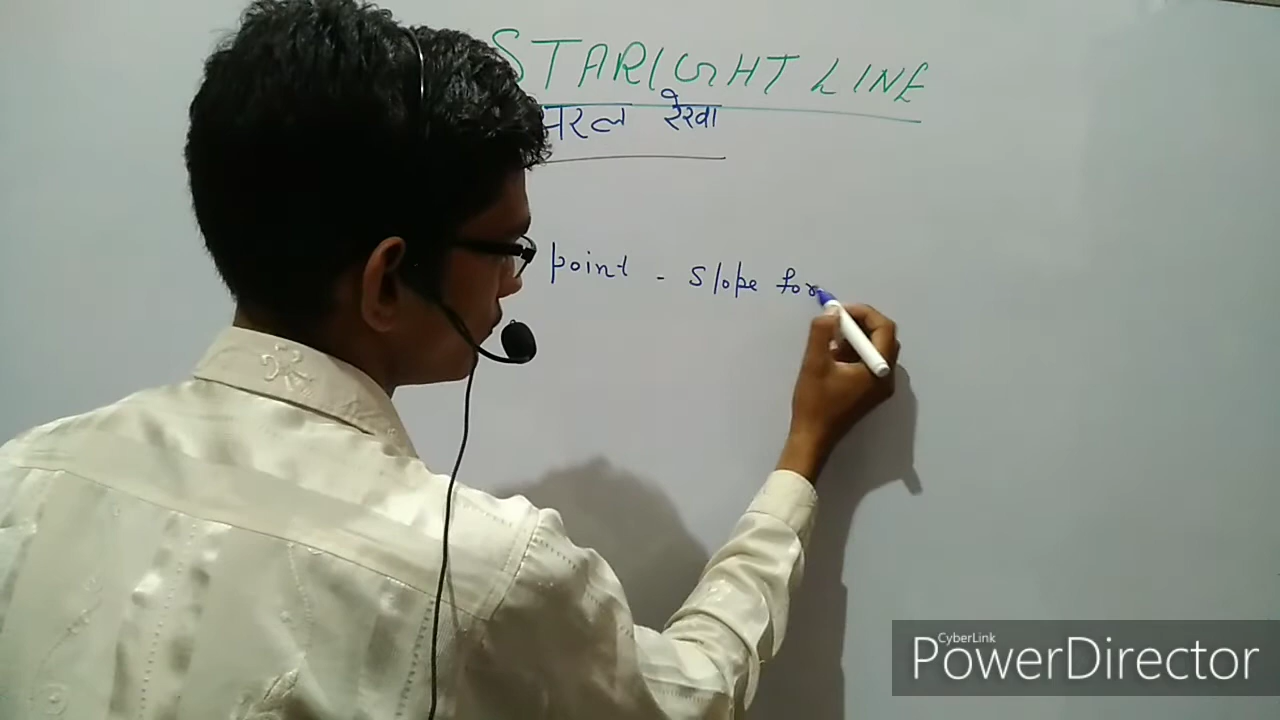 STARIGHT LINE
सरल रेखा
point - slope for
CyberLink
PowerDirector